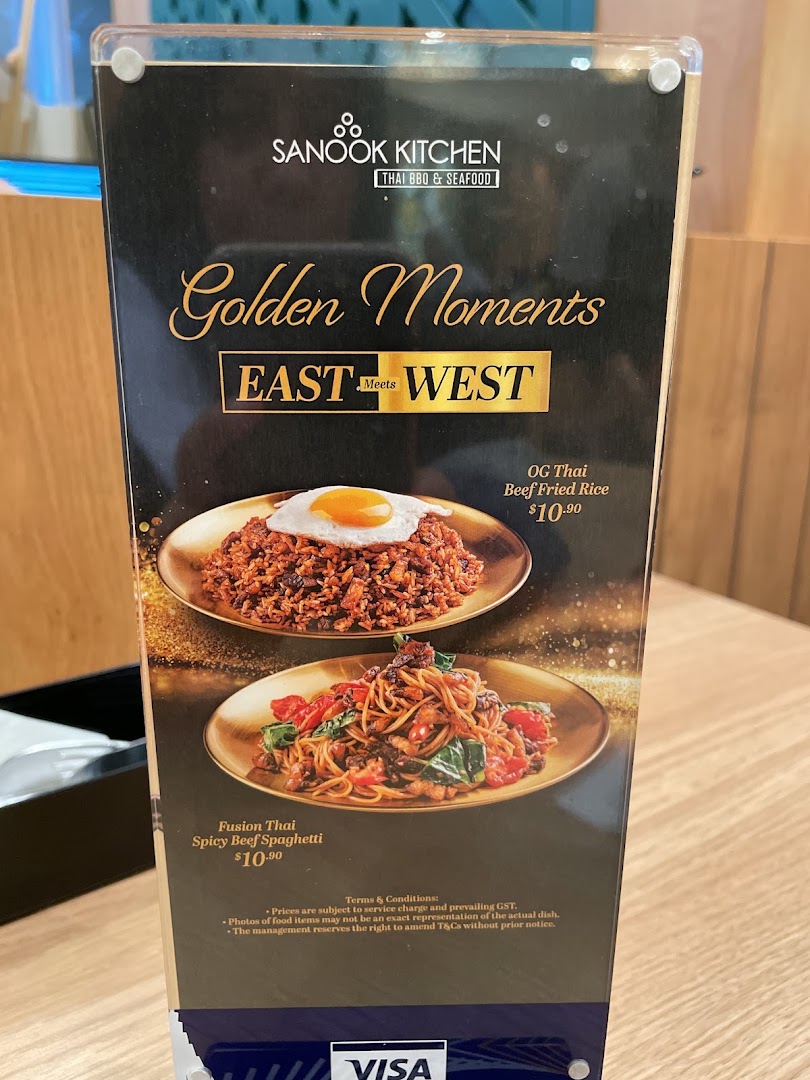 SANOOK KITCHEN
THAI BBQ & SEAFOOD
Golden Moments
EAST Meets WEST
OG Thai
Beef Fried Rice
$10.90
Fusion Thai
Spicy Beef Spaghetti
$10.90
Terms & Conditions:
• Prices are subject to service charge and prevailing GST.
• Photos of food items may not be an exact representation of the actual dish.
• The management reserves the right to amend T&Cs without prior notice.
VISA